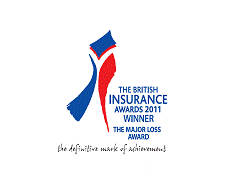 THE BRITISH
INSURANCE
AWARDS 2011
WINNER
THE MAJOR LOSS
AWARD
the definitive mark of achievement